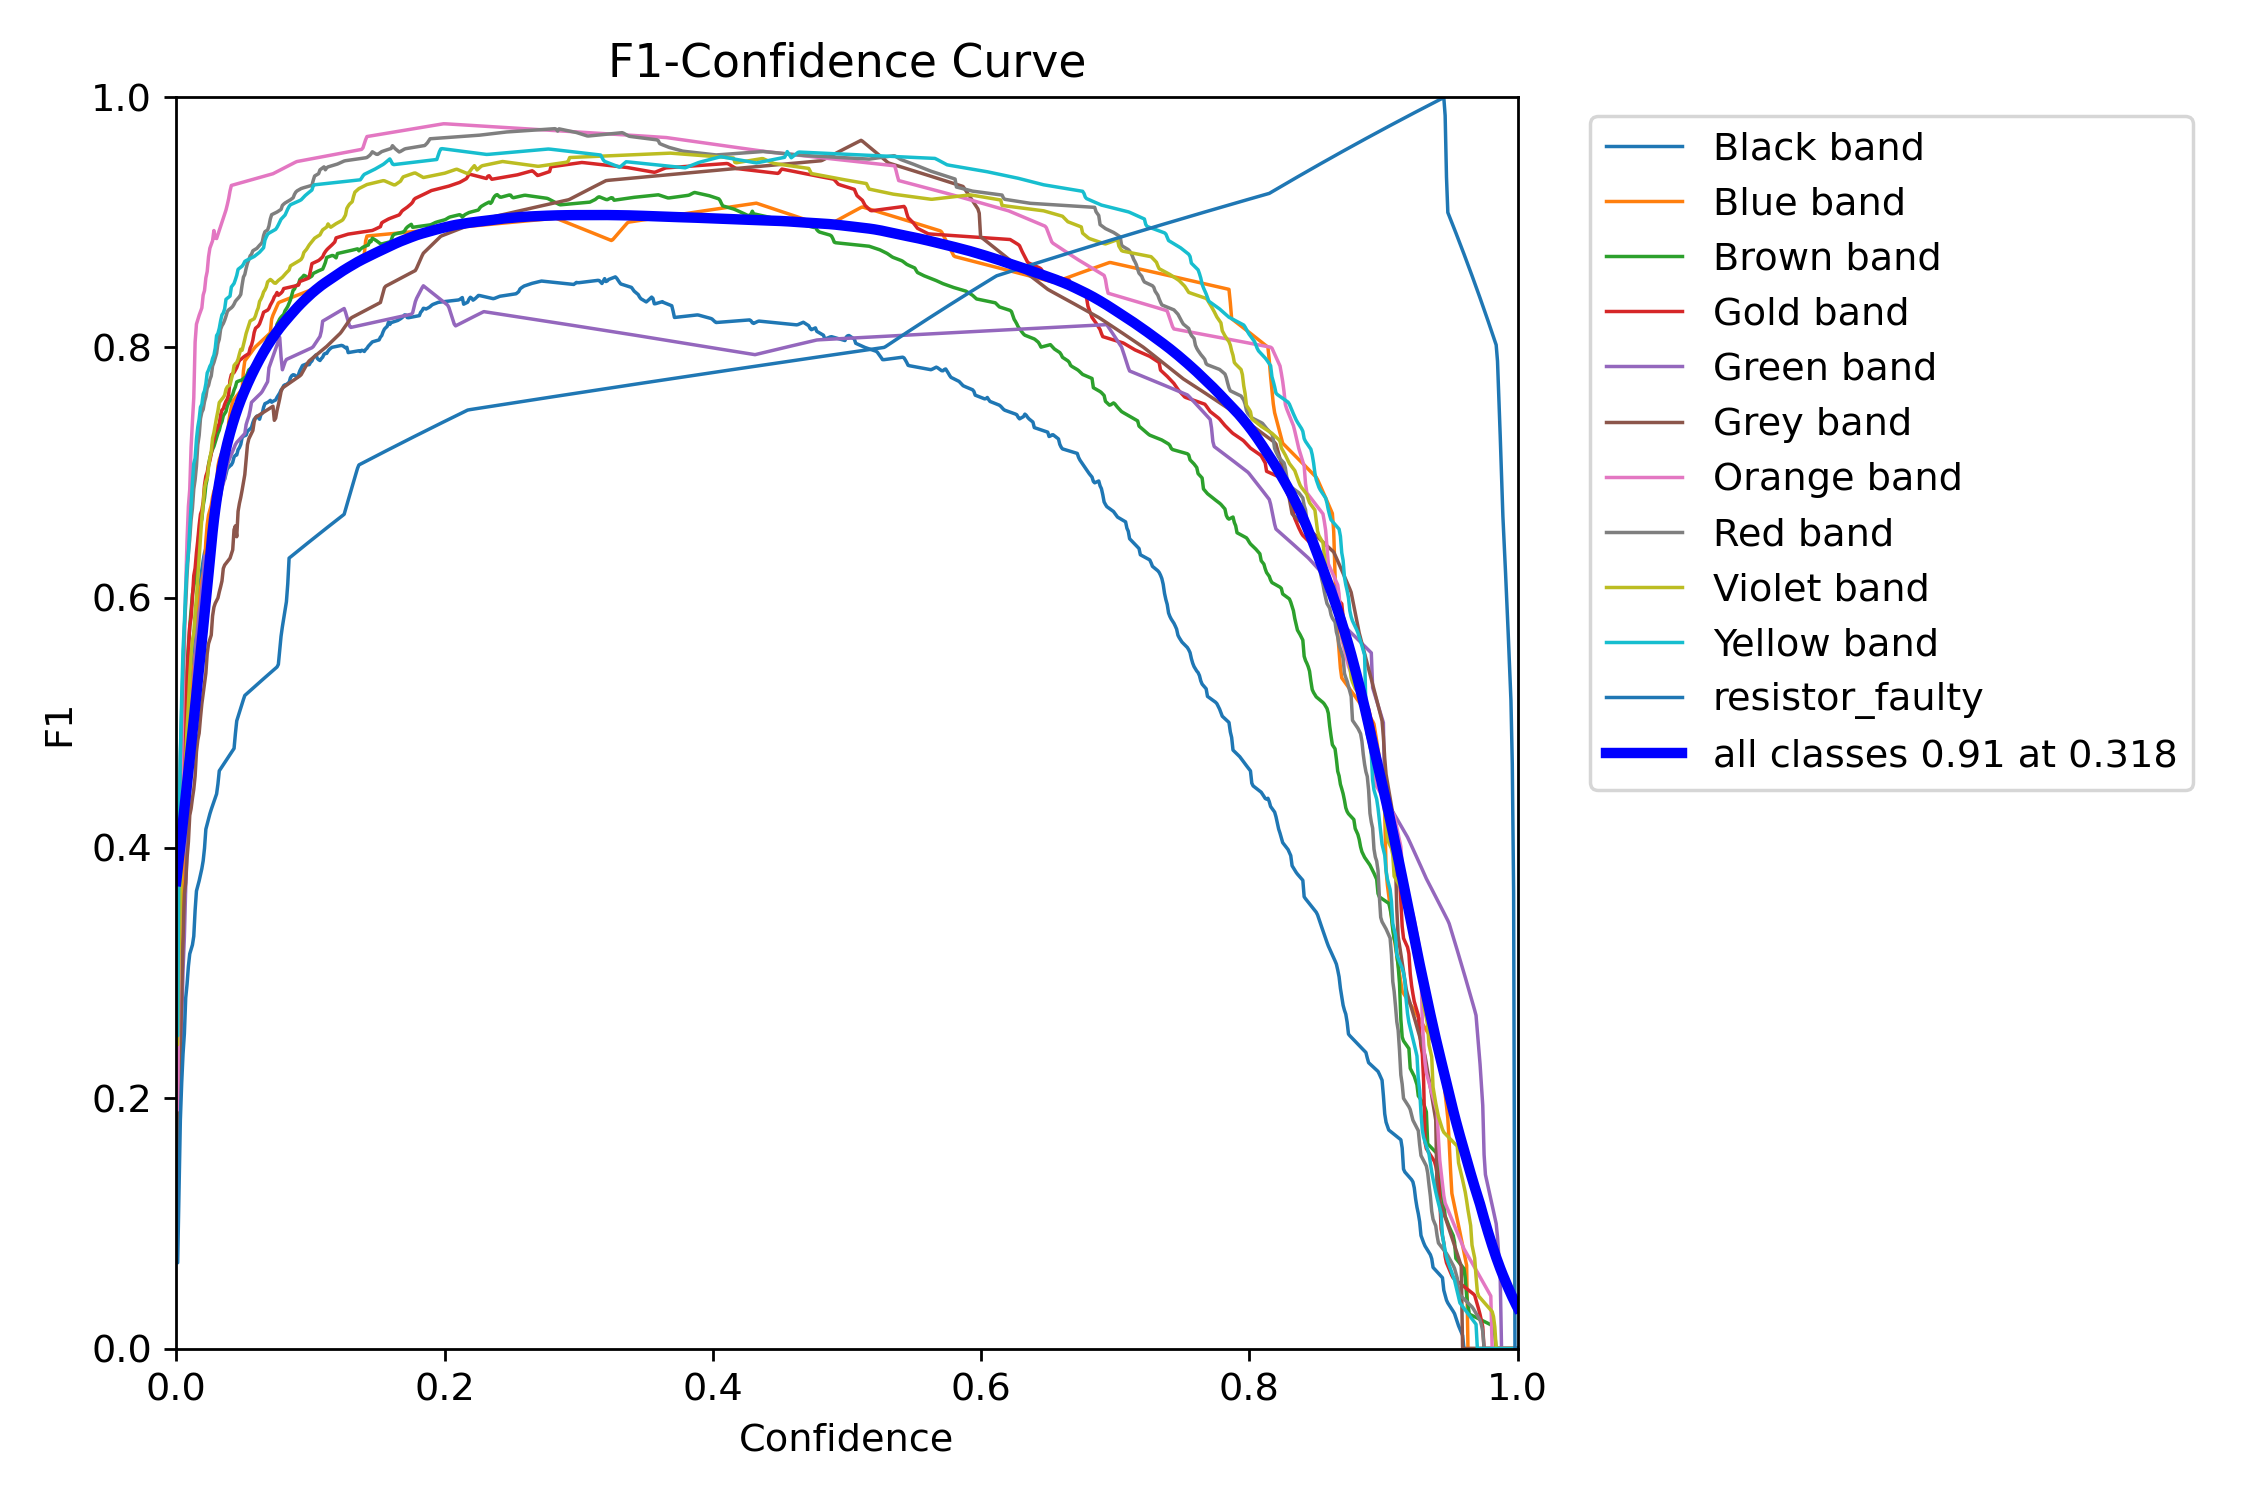 F1-Confidence Curve
1.0
0.8
0.6
0.4
0.2
0.0
F1
0.0 0.2 0.4 0.6 0.8 1.0
Confidence
Black band
Blue band
Brown band
Gold band
Green band
Grey band
Orange band
Red band
Violet band
Yellow band
resistor_faulty
all classes 0.91 at 0.318